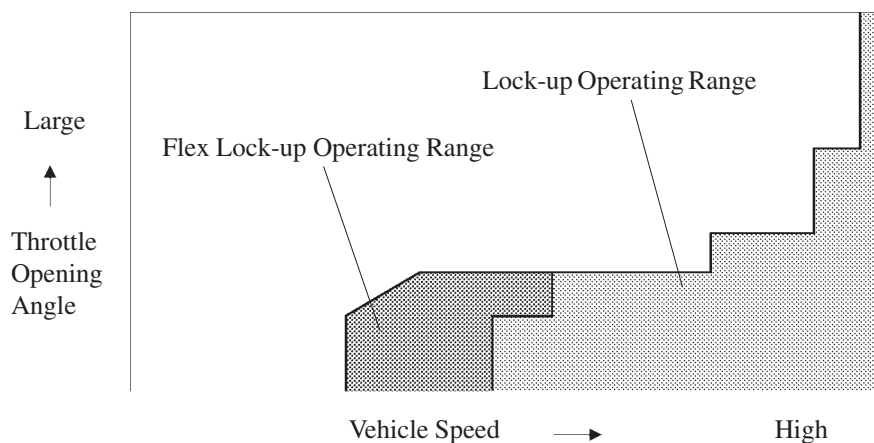 Lock-up Operating Range
Large
Flex Lock-up Operating Range
Throttle
Opening
Angle
Vehicle Speed
High